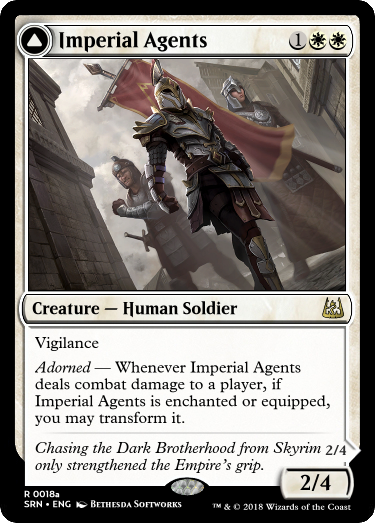 Imperial Agents 1
Creature — Human Soldier
Vigilance
Adorned — Whenever Imperial Agents
deals combat damage to a player, if
Imperial Agents is enchanted or equipped,
you may transform it.
Chasing the Dark Brotherhood from Skyrim 2/4
only strengthened the Empire's grip.
2/4
R 0018a
SRN • ENG Bethesda Softworks
™ & © 2018 Wizards of the Coast